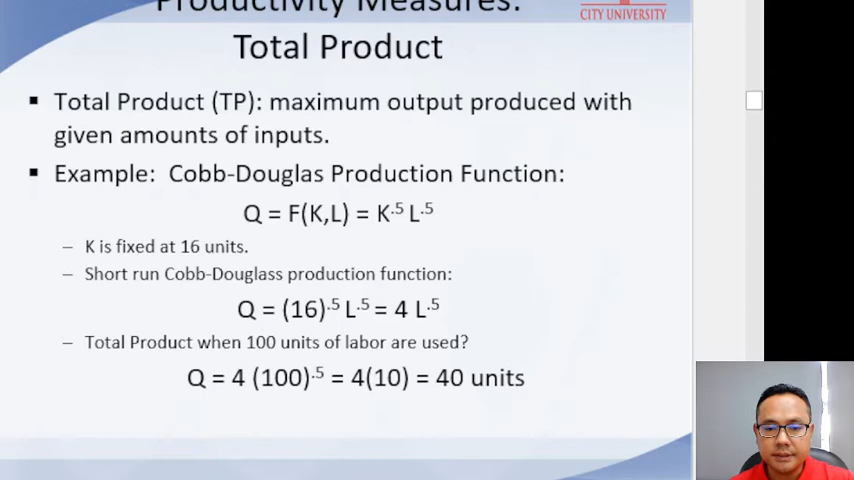 Productivity Measures:
CITY UNIVERSITY
Total Product
▪ Total Product (TP): maximum output produced with
given amounts of inputs.
▪ Example: Cobb-Douglas Production Function:
Q = F(K,L) = K.5 L.5
– K is fixed at 16 units.
– Short run Cobb-Douglass production function:
Q = (16).5 L.5 = 4 L.5
– Total Product when 100 units of labor are used?
Q = 4 (100).5 = 4(10) = 40 units